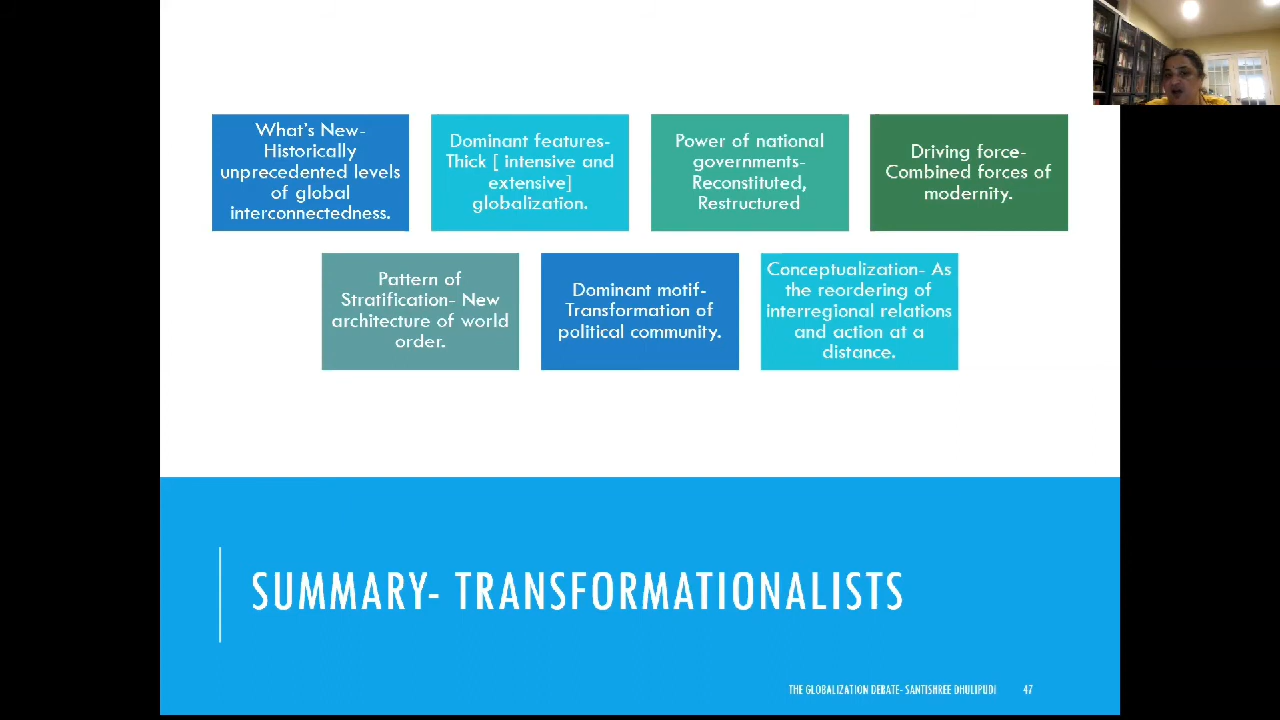 What's New-
Historically
unprecedented levels
of global
interconnectedness.
Dominant features-
Thick [ intensive and
extensive]
globalization.
Power of national
governments-
Reconstituted,
Restructured
Driving force-
Combined forces of
modernity.
Pattern of
Stratification- New
architecture of world
order.
Dominant motif-
Transformation of
political community.
Conceptualization- As
the reordering of
interregional relations
and action at a
distance.
SUMMARY- TRANSFORMATIONALISTS
THE GLOBALIZATION DEBATE- SANTISHREE DHULIPUDI 47